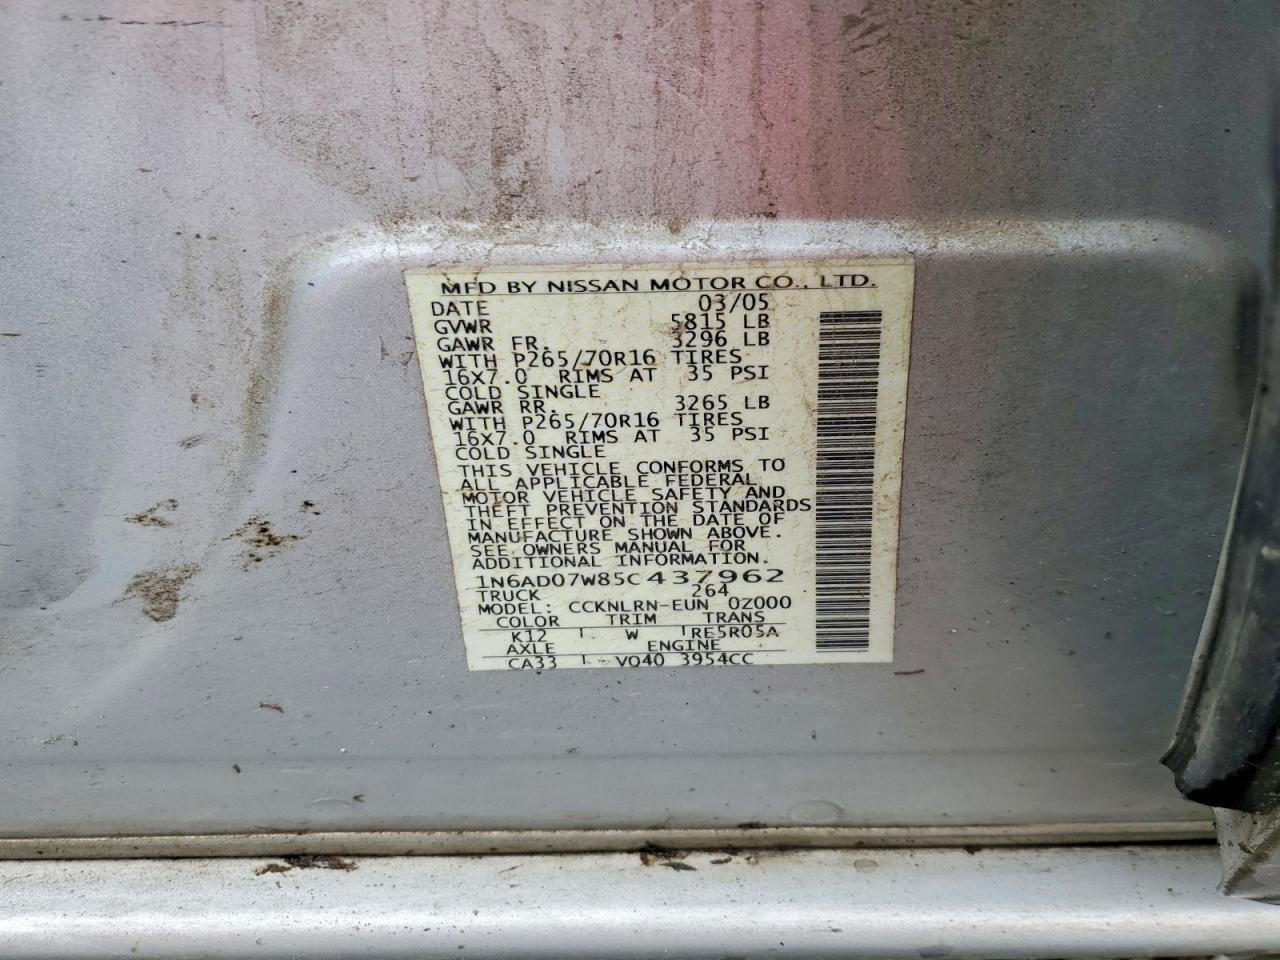 MFD BY NISSAN MOTOR CO., LTD.
DATE 03/05
GVWR 5815 LB
GAWR FR. 3296 LB
WITH P265/70R16 TIRES
16X7.0 RIMS AT 35 PSI
COLD SINGLE
GAWR RR. 3265 LB
WITH P265/70R16 TIRES
16X7.0 RIMS AT 35 PSI
COLD SINGLE
THIS VEHICLE CONFORMS TO
ALL APPLICABLE FEDERAL
MOTOR VEHICLE SAFETY AND
THEFT PREVENTION STANDARDS
IN EFFECT ON THE DATE OF
MANUFACTURE SHOWN ABOVE.
SEE OWNERS MANUAL FOR
ADDITIONAL INFORMATION.
1N6AD07W85C437962
TRUCK 264
MODEL: CCKNLRN-EUN 0Z000
COLOR TRIM TRANS
K12 W RE5R05A
AXLE ENGINE
CA33 VQ40 3954CC